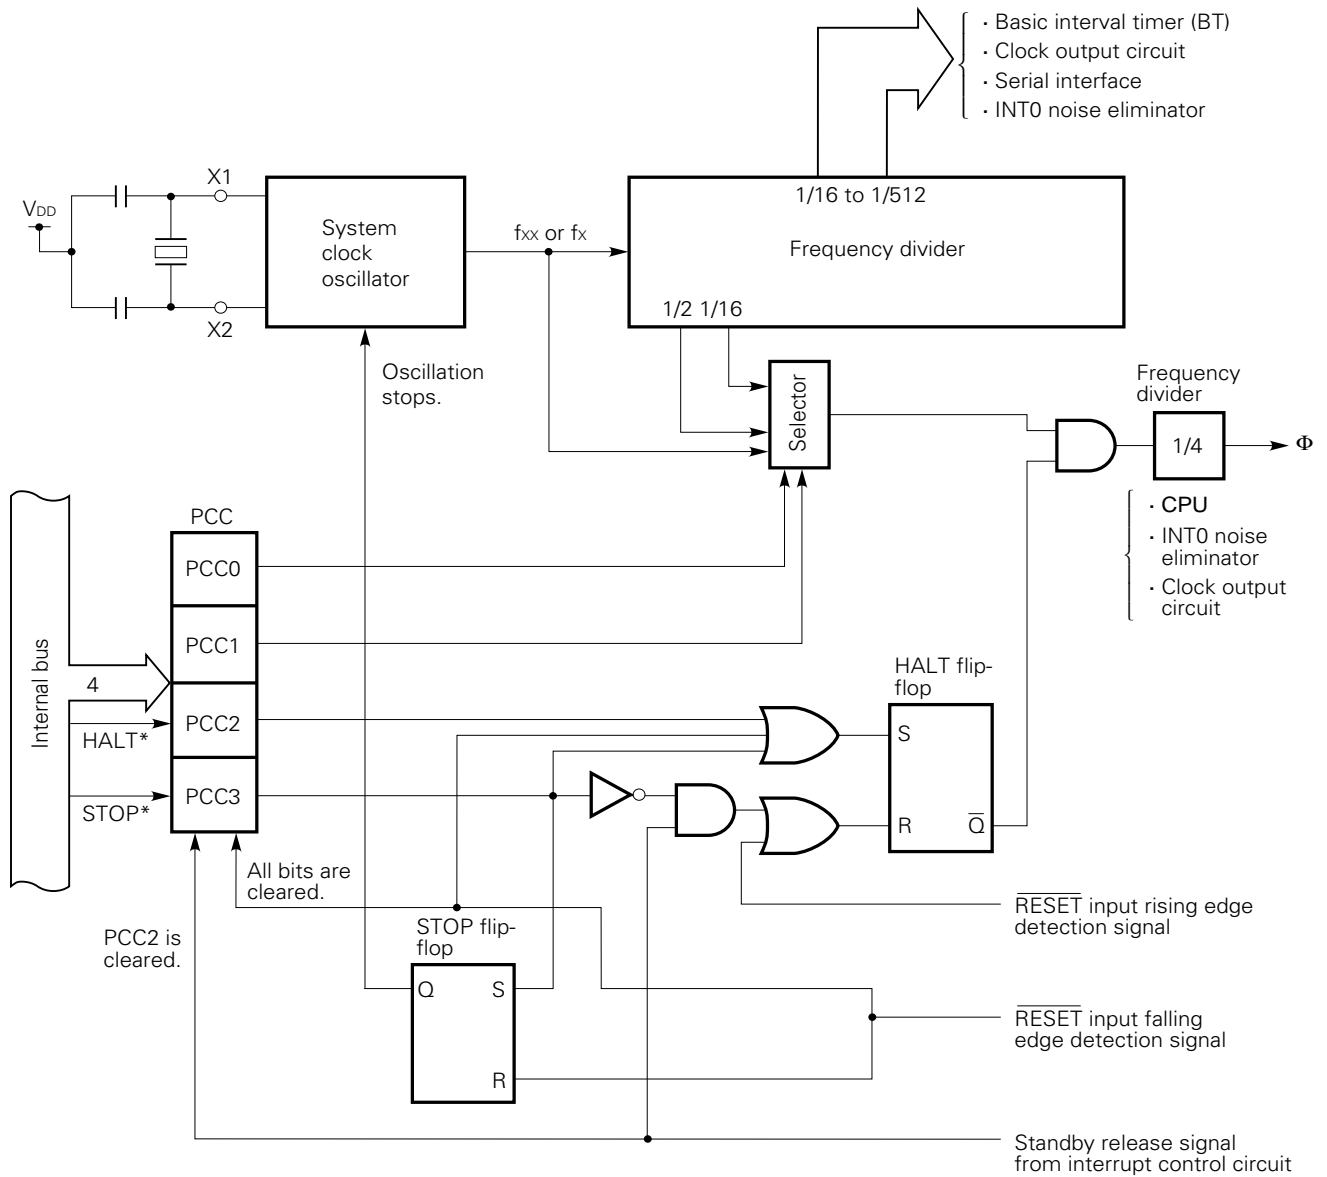 · Basic interval timer (BT)
· Clock output circuit
· Serial interface
· INT0 noise eliminator
X1
VDD
X2
System
clock
oscillator
fxx or fx
1/16 to 1/512
Frequency divider
1/2 1/16
Oscillation
stops.
Selector
Frequency
divider
1/4
Φ
· CPU
· INT0 noise
eliminator
· Clock output
circuit
PCC
PCC0
PCC1
PCC2
PCC3
Internal bus
4
HALT*
STOP*
HALT flip-
flop
S
R
Q̅
All bits are
cleared.
PCC2 is
cleared.
STOP flip-
flop
Q
S
R
R̅E̅S̅E̅T̅ input rising edge
detection signal
R̅E̅S̅E̅T̅ input falling
edge detection signal
Standby release signal
from interrupt control circuit